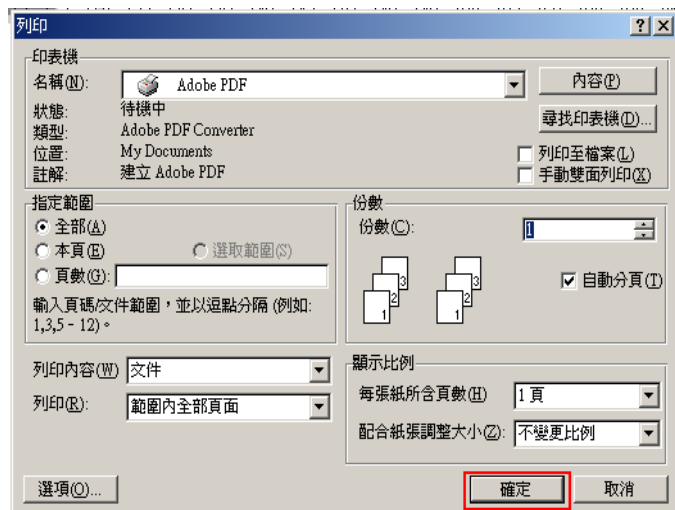 列印
印表機
名稱(N): Adobe PDF 內容(P)
狀態: 待機中
類型: Adobe PDF Converter 尋找印表機(D)...
位置: My Documents 列印至檔案(L)
註解: 建立 Adobe PDF 手動雙面列印(X)
指定範圍
全部(A)
本頁(E) 選取範圍(S)
頁數(G):
輸入頁碼/文件範圍，並以逗點分隔 (例如:
1,3,5 - 12)。
份數
份數(C): 1
3 3
2 2
1 1
自動分頁(T)
列印內容(W) 文件
列印(R): 範圍內全部頁面
顯示比例
每張紙所含頁數(H) 1 頁
配合紙張調整大小(Z): 不變更比例
選項(O)... 確定 取消